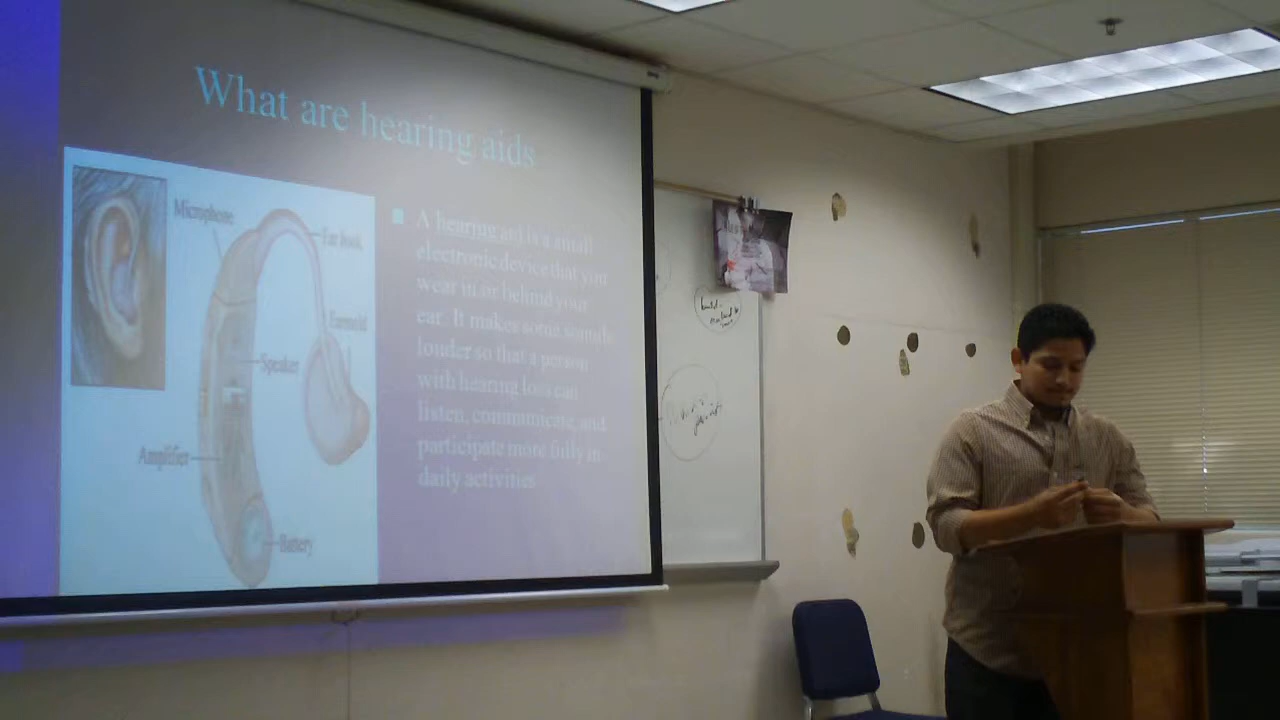 What are hearing aids
Microphone
Ear hook
Earmold
Speaker
Amplifier
Battery
A hearing aid is a small
electronic device that you
wear in or behind your
ear. It makes some sounds
louder so that a person
with hearing loss can
listen, communicate, and
participate more fully in
daily activities